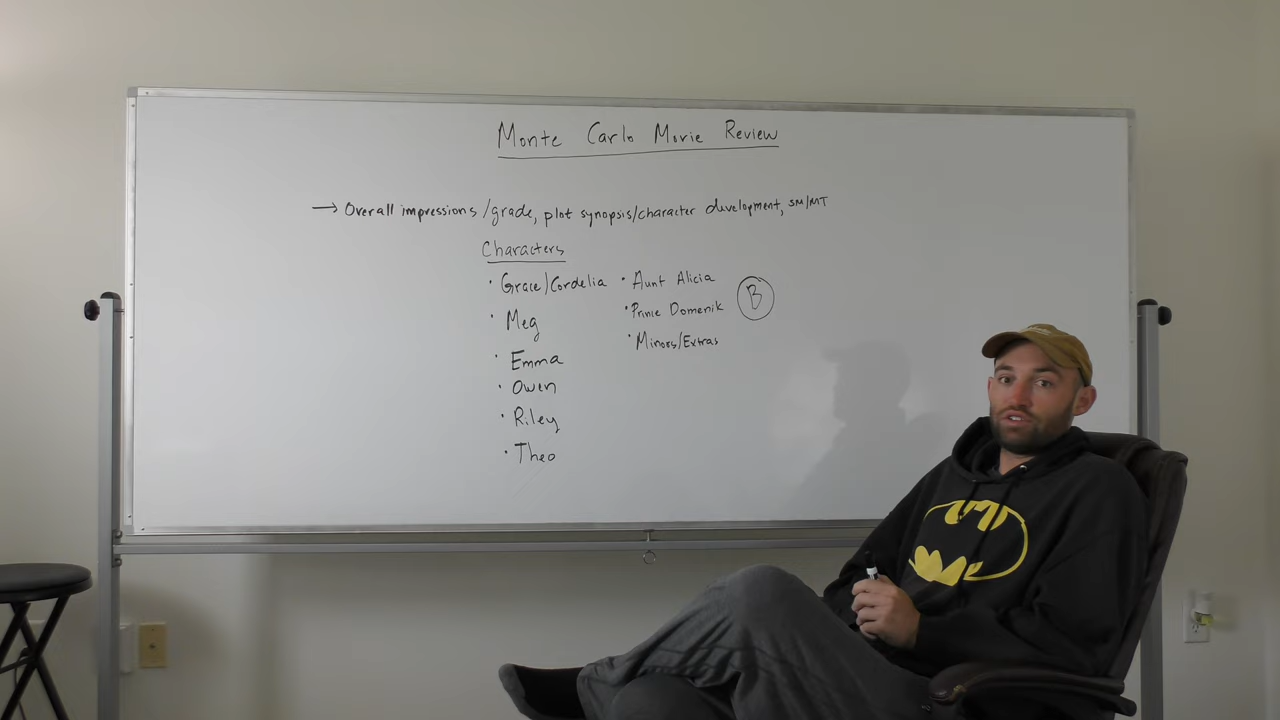 Monte Carlo Movie Review
→ Overall impressions/grade, plot synopsis/character development, SM/MT
Characters
• Grace/Cordelia
• Meg
• Emma
• Owen
• Riley
• Theo
• Aunt Alicia
• Prince Domenik
• Minors/Extras
B